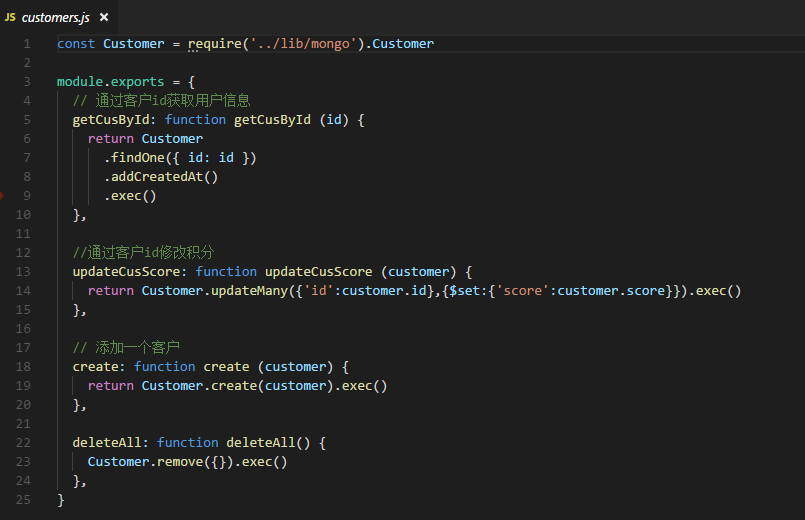 JS customers.js ×
1 const Customer = require('../lib/mongo').Customer
2
3 module.exports = {
4   // 通过客户id获取用户信息
5   getCusById: function getCusById (id) {
6     return Customer
7       .findOne({ id: id })
8       .addCreatedAt()
9       .exec()
10   },
11
12   //通过客户id修改积分
13   updateCusScore: function updateCusScore (customer) {
14     return Customer.updateMany({'id':customer.id},{$set:{'score':customer.score}}).exec()
15   },
16
17   // 添加一个客户
18   create: function create (customer) {
19     return Customer.create(customer).exec()
20   },
21
22   deleteAll: function deleteAll() {
23     Customer.remove({}).exec()
24   },
25 }